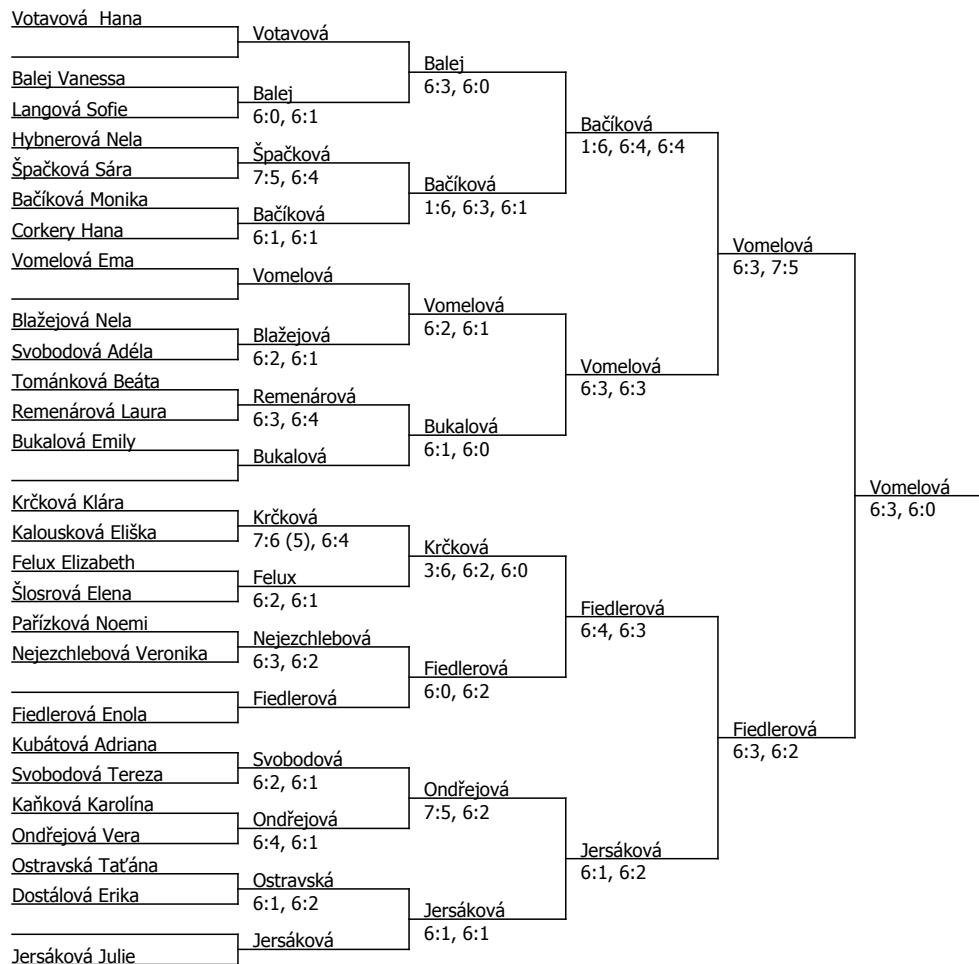 Votavová  Hana
Votavová
Balej
6:3, 6:0
Balej Vanessa
Balej
6:0, 6:1
Langová Sofie
Bačíková
1:6, 6:4, 6:4
Hybnerová Nela
Špačková
7:5, 6:4
Špačková Sára
Bačíková
1:6, 6:3, 6:1
Bačíková Monika
Bačíková
6:1, 6:1
Corkery Hana
Vomelová
6:3, 7:5
Vomelová Ema
Vomelová
Vomelová
6:2, 6:1
Blažejová Nela
Blažejová
6:2, 6:1
Svobodová Adéla
Vomelová
6:3, 6:3
Tománková Beáta
Remenárová
6:3, 6:4
Remenárová Laura
Bukalová
6:1, 6:0
Bukalová Emily
Bukalová
Vomelová
6:3, 6:0
Krčková Klára
Krčková
7:6 (5), 6:4
Kalousková Eliška
Krčková
3:6, 6:2, 6:0
Felux Elizabeth
Felux
6:2, 6:1
Šlosrová Elena
Fiedlerová
6:4, 6:3
Pařízková Noemi
Nejezchlebová
6:3, 6:2
Nejezchlebová Veronika
Fiedlerová
6:0, 6:2
Fiedlerová
Fiedlerová Enola
Fiedlerová
6:3, 6:2
Kubátová Adriana
Svobodová
6:2, 6:1
Svobodová Tereza
Ondřejová
7:5, 6:2
Kaňková Karolína
Ondřejová
6:4, 6:1
Ondřejová Vera
Jersáková
6:1, 6:2
Ostravská Taťána
Ostravská
6:1, 6:2
Dostálová Erika
Jersáková
6:1, 6:1
Jersáková
Jersáková Julie